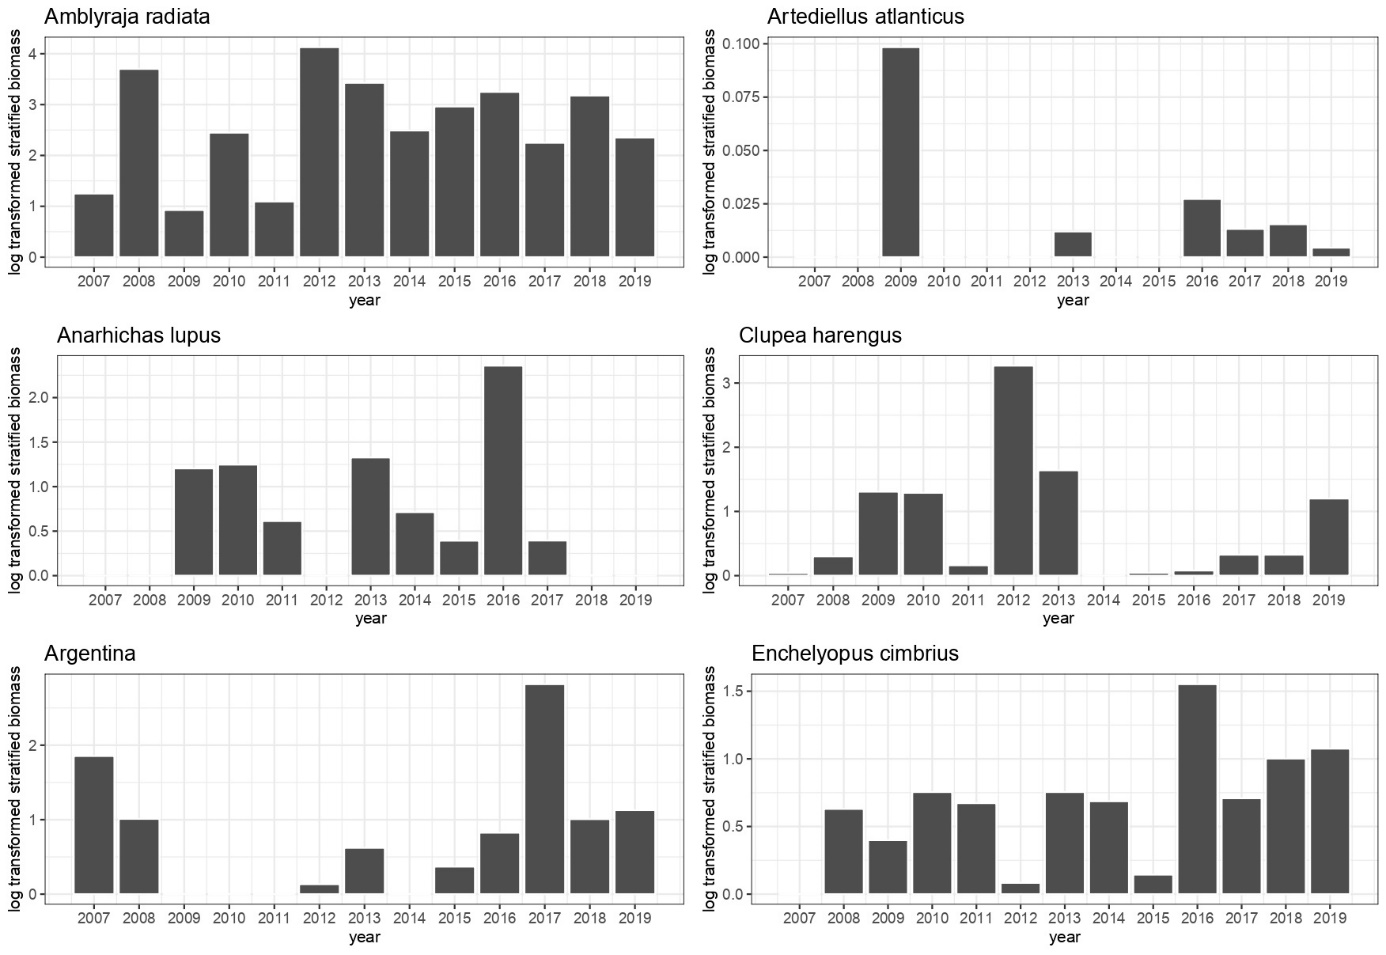 Amblyraja radiata
log transformed stratified biomass
4
3
2
1
0
2007 2008 2009 2010 2011 2012 2013 2014 2015 2016 2017 2018 2019
year
Artediellus atlanticus
log transformed stratified biomass
0.100
0.075
0.050
0.025
0.000
2007 2008 2009 2010 2011 2012 2013 2014 2015 2016 2017 2018 2019
year
Anarhichas lupus
log transformed stratified biomass
2.0
1.5
1.0
0.5
0.0
2007 2008 2009 2010 2011 2012 2013 2014 2015 2016 2017 2018 2019
year
Clupea harengus
log transformed stratified biomass
3
2
1
0
2007 2008 2009 2010 2011 2012 2013 2014 2015 2016 2017 2018 2019
year
Argentina
log transformed stratified biomass
2
1
0
2007 2008 2009 2010 2011 2012 2013 2014 2015 2016 2017 2018 2019
year
Enchelyopus cimbrius
log transformed stratified biomass
1.5
1.0
0.5
0.0
2007 2008 2009 2010 2011 2012 2013 2014 2015 2016 2017 2018 2019
year